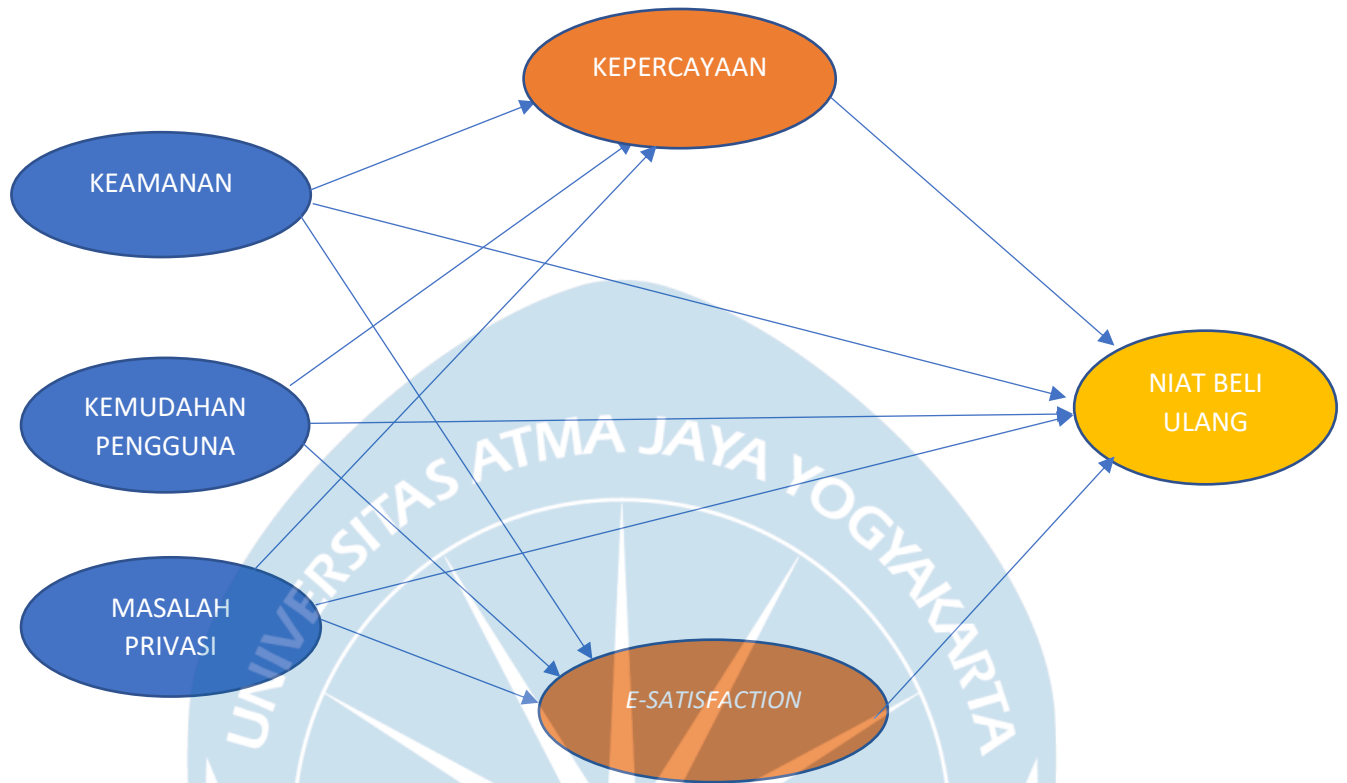 KEPERCAYAAN
KEAMANAN
KEMUDAHAN
PENGGUNA
NIAT BELI
ULANG
MASALAH
PRIVASI
E-SATISFACTION
UNIVERSITAS ATMA JAYA YOGYAKARTA